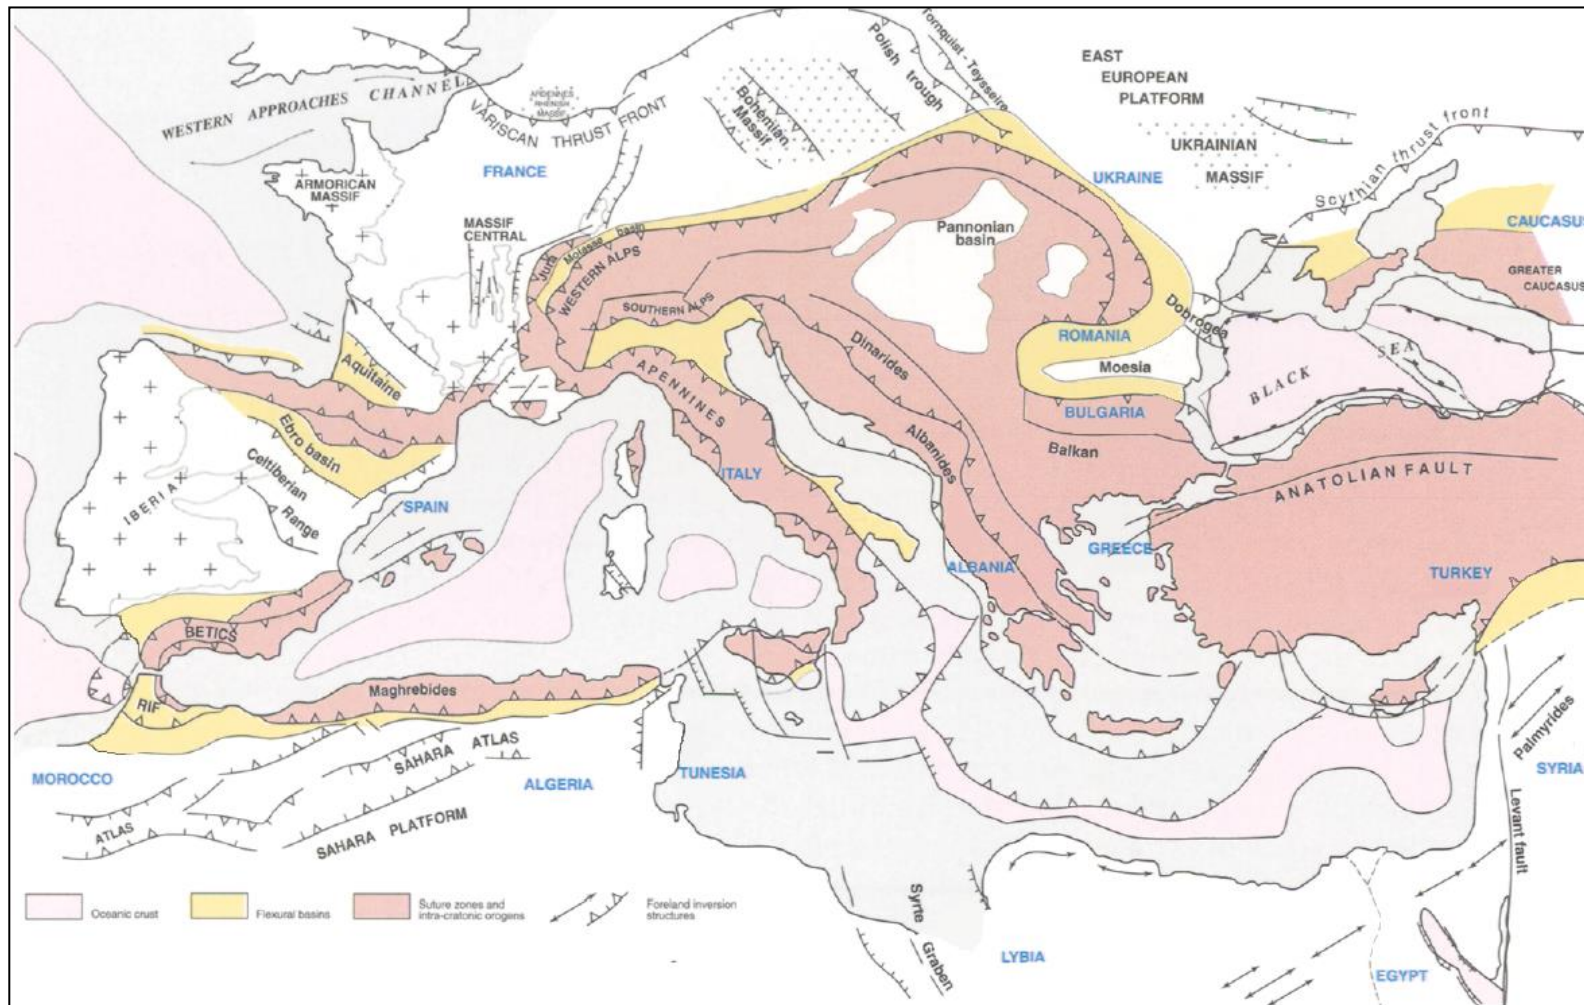 WESTERN APPROACHES CHANNEL
VARISCAN THRUST FRONT
ARDENNES
RHENISH
MASSIF
Bohemian
Massif
Polish trough
Tornquist - Teysseire
EAST
EUROPEAN
PLATFORM
UKRAINIAN
MASSIF
UKRAINE
Scythian thrust front
FRANCE
ARMORICAN
MASSIF
MASSIF
CENTRAL
Jura
Molasse basin
WESTERN ALPS
SOUTHERN ALPS
Pannonian
basin
CAUCASUS
GREATER
CAUCASUS
Dobrogea
ROMANIA
Moesia
BLACK SEA
BULGARIA
Balkan
Dinarides
Albanides
APENNINES
Aquitaine
Ebro basin
Celtiberian
Range
IBERIA
SPAIN
ITALY
ANATOLIAN FAULT
GREECE
ALBANIA
TURKEY
BETICS
RIF
Maghrebides
MOROCCO
SAHARA ATLAS
ALGERIA
TUNESIA
ATLAS
SAHARA PLATFORM
Palmyrides
SYRIA
Levant fault
Syrte
Graben
LYBIA
EGYPT
Oceanic crust
Flexural basins
Suture zones and
intra-cratonic orogens
Foreland inversion
structures